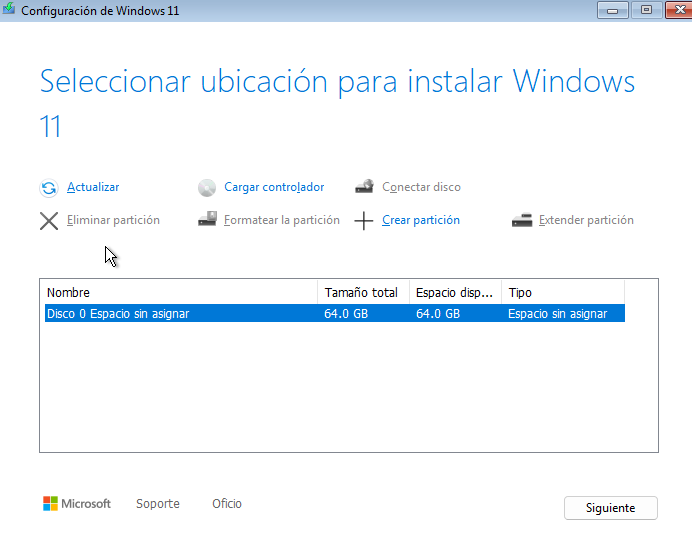 Configuración de Windows 11
Seleccionar ubicación para instalar Windows
11
Actualizar
Cargar controlador
Conectar disco
Eliminar partición
Formatear la partición
Crear partición
Extender partición
Nombre Tamaño total Espacio disp... Tipo
Disco 0 Espacio sin asignar 64.0 GB 64.0 GB Espacio sin asignar
Microsoft Soporte Oficio
Siguiente